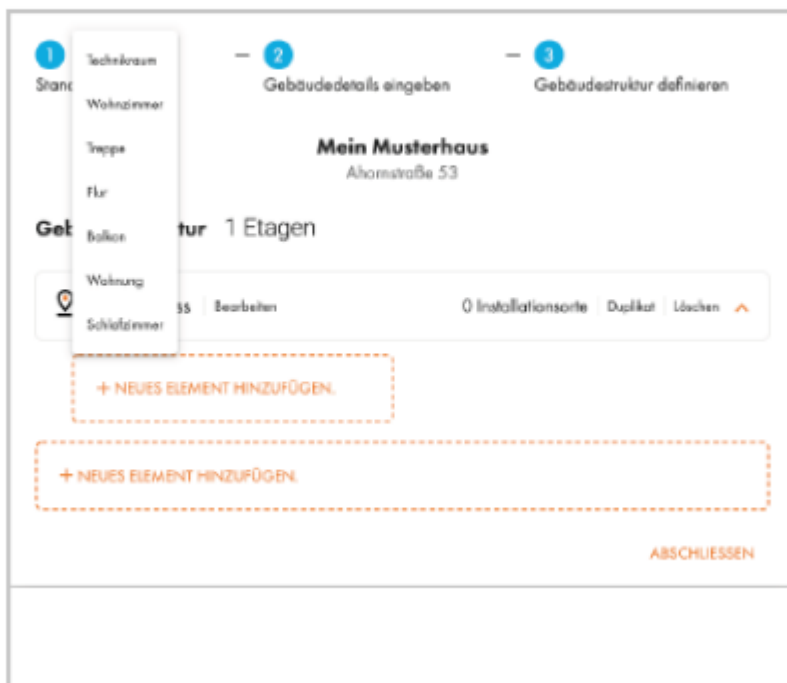 1
2
3
Stand
Gebäudedetails eingeben
Gebäudestruktur definieren
Technikraum
Wohnzimmer
Treppe
Flur
Balkon
Wohnung
Schlafzimmer
Mein Musterhaus
Ahornstraße 53
Geb tur 1 Etagen
ss Bearbeiten 0 Installationsorte Duplikat Löschen
+ NEUES ELEMENT HINZUFÜGEN.
+ NEUES ELEMENT HINZUFÜGEN.
ABSCHLIESSEN